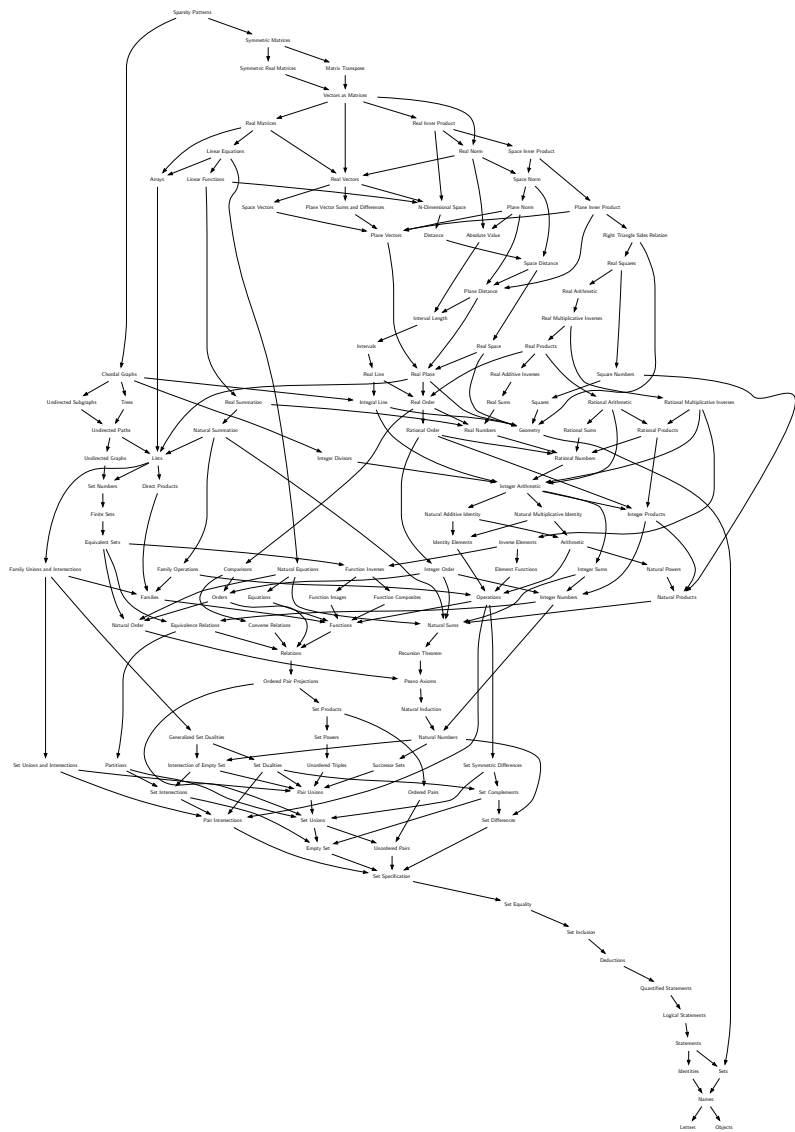 Sparsity Patterns
Symmetric Matrices
Symmetric Real Matrices Matrix Transpose
Vectors as Matrices
Real Matrices Real Inner Product
Linear Equations Real Norm Space Inner Product
Arrays Linear Functions Real Vectors Space Norm
Space Vectors Plane Vector Sums and Differences N-Dimensional Space Plane Norm Plane Inner Product
Plane Vectors Distance Absolute Value Right Triangle Sides Relation
Space Distance Real Squares
Plane Distance Real Arithmetic
Interval Length Real Multiplicative Inverses
Intervals Real Space Real Products
Chordal Graphs Real Line Real Plane Real Additive Inverses Square Numbers
Undirected Subgraphs Trees Real Summation Integral Line Real Order Real Sums Squares Rational Arithmetic Rational Multiplicative Inverses
Undirected Paths Natural Summation Rational Order Real Numbers Geometry Rational Sums Rational Products
Undirected Graphs Lists Integer Divisors Rational Numbers
Set Numbers Direct Products Integer Arithmetic
Finite Sets Natural Additive Identity Natural Multiplicative Identity Integer Products
Equivalent Sets Identity Elements Inverse Elements Arithmetic
Family Unions and Intersections Family Operations Comparisons Natural Equations Function Inverses Integer Order Element Functions Integer Sums Natural Powers
Families Orders Equations Function Images Function Composites Operations Integer Numbers Natural Products
Natural Order Equivalence Relations Converse Relations Functions Natural Sums
Relations Recursion Theorem
Ordered Pair Projections Peano Axioms
Set Products Natural Induction
Generalized Set Dualities Set Powers Natural Numbers
Set Unions and Intersections Partitions Intersection of Empty Set Set Dualities Unordered Triples Successor Sets Set Symmetric Differences
Set Intersections Pair Unions Ordered Pairs Set Complements
Pair Intersections Set Unions Set Differences
Empty Set Unordered Pairs
Set Specification
Set Equality
Set Inclusion
Deductions
Quantified Statements
Logical Statements
Statements
Identities Sets
Names
Letters Objects